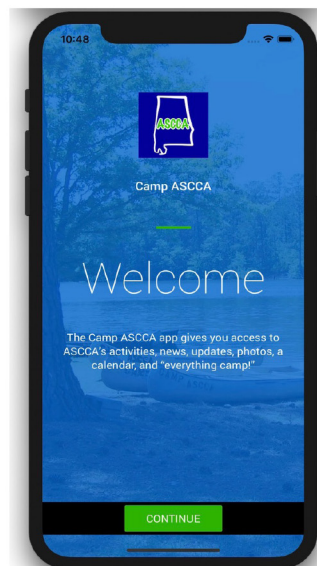 10:48
ASCCA
Camp ASCCA
Welcome
The Camp ASCCA app gives you access to
ASCCA's activities, news, updates, photos, a
calendar, and “everything camp!”
CONTINUE